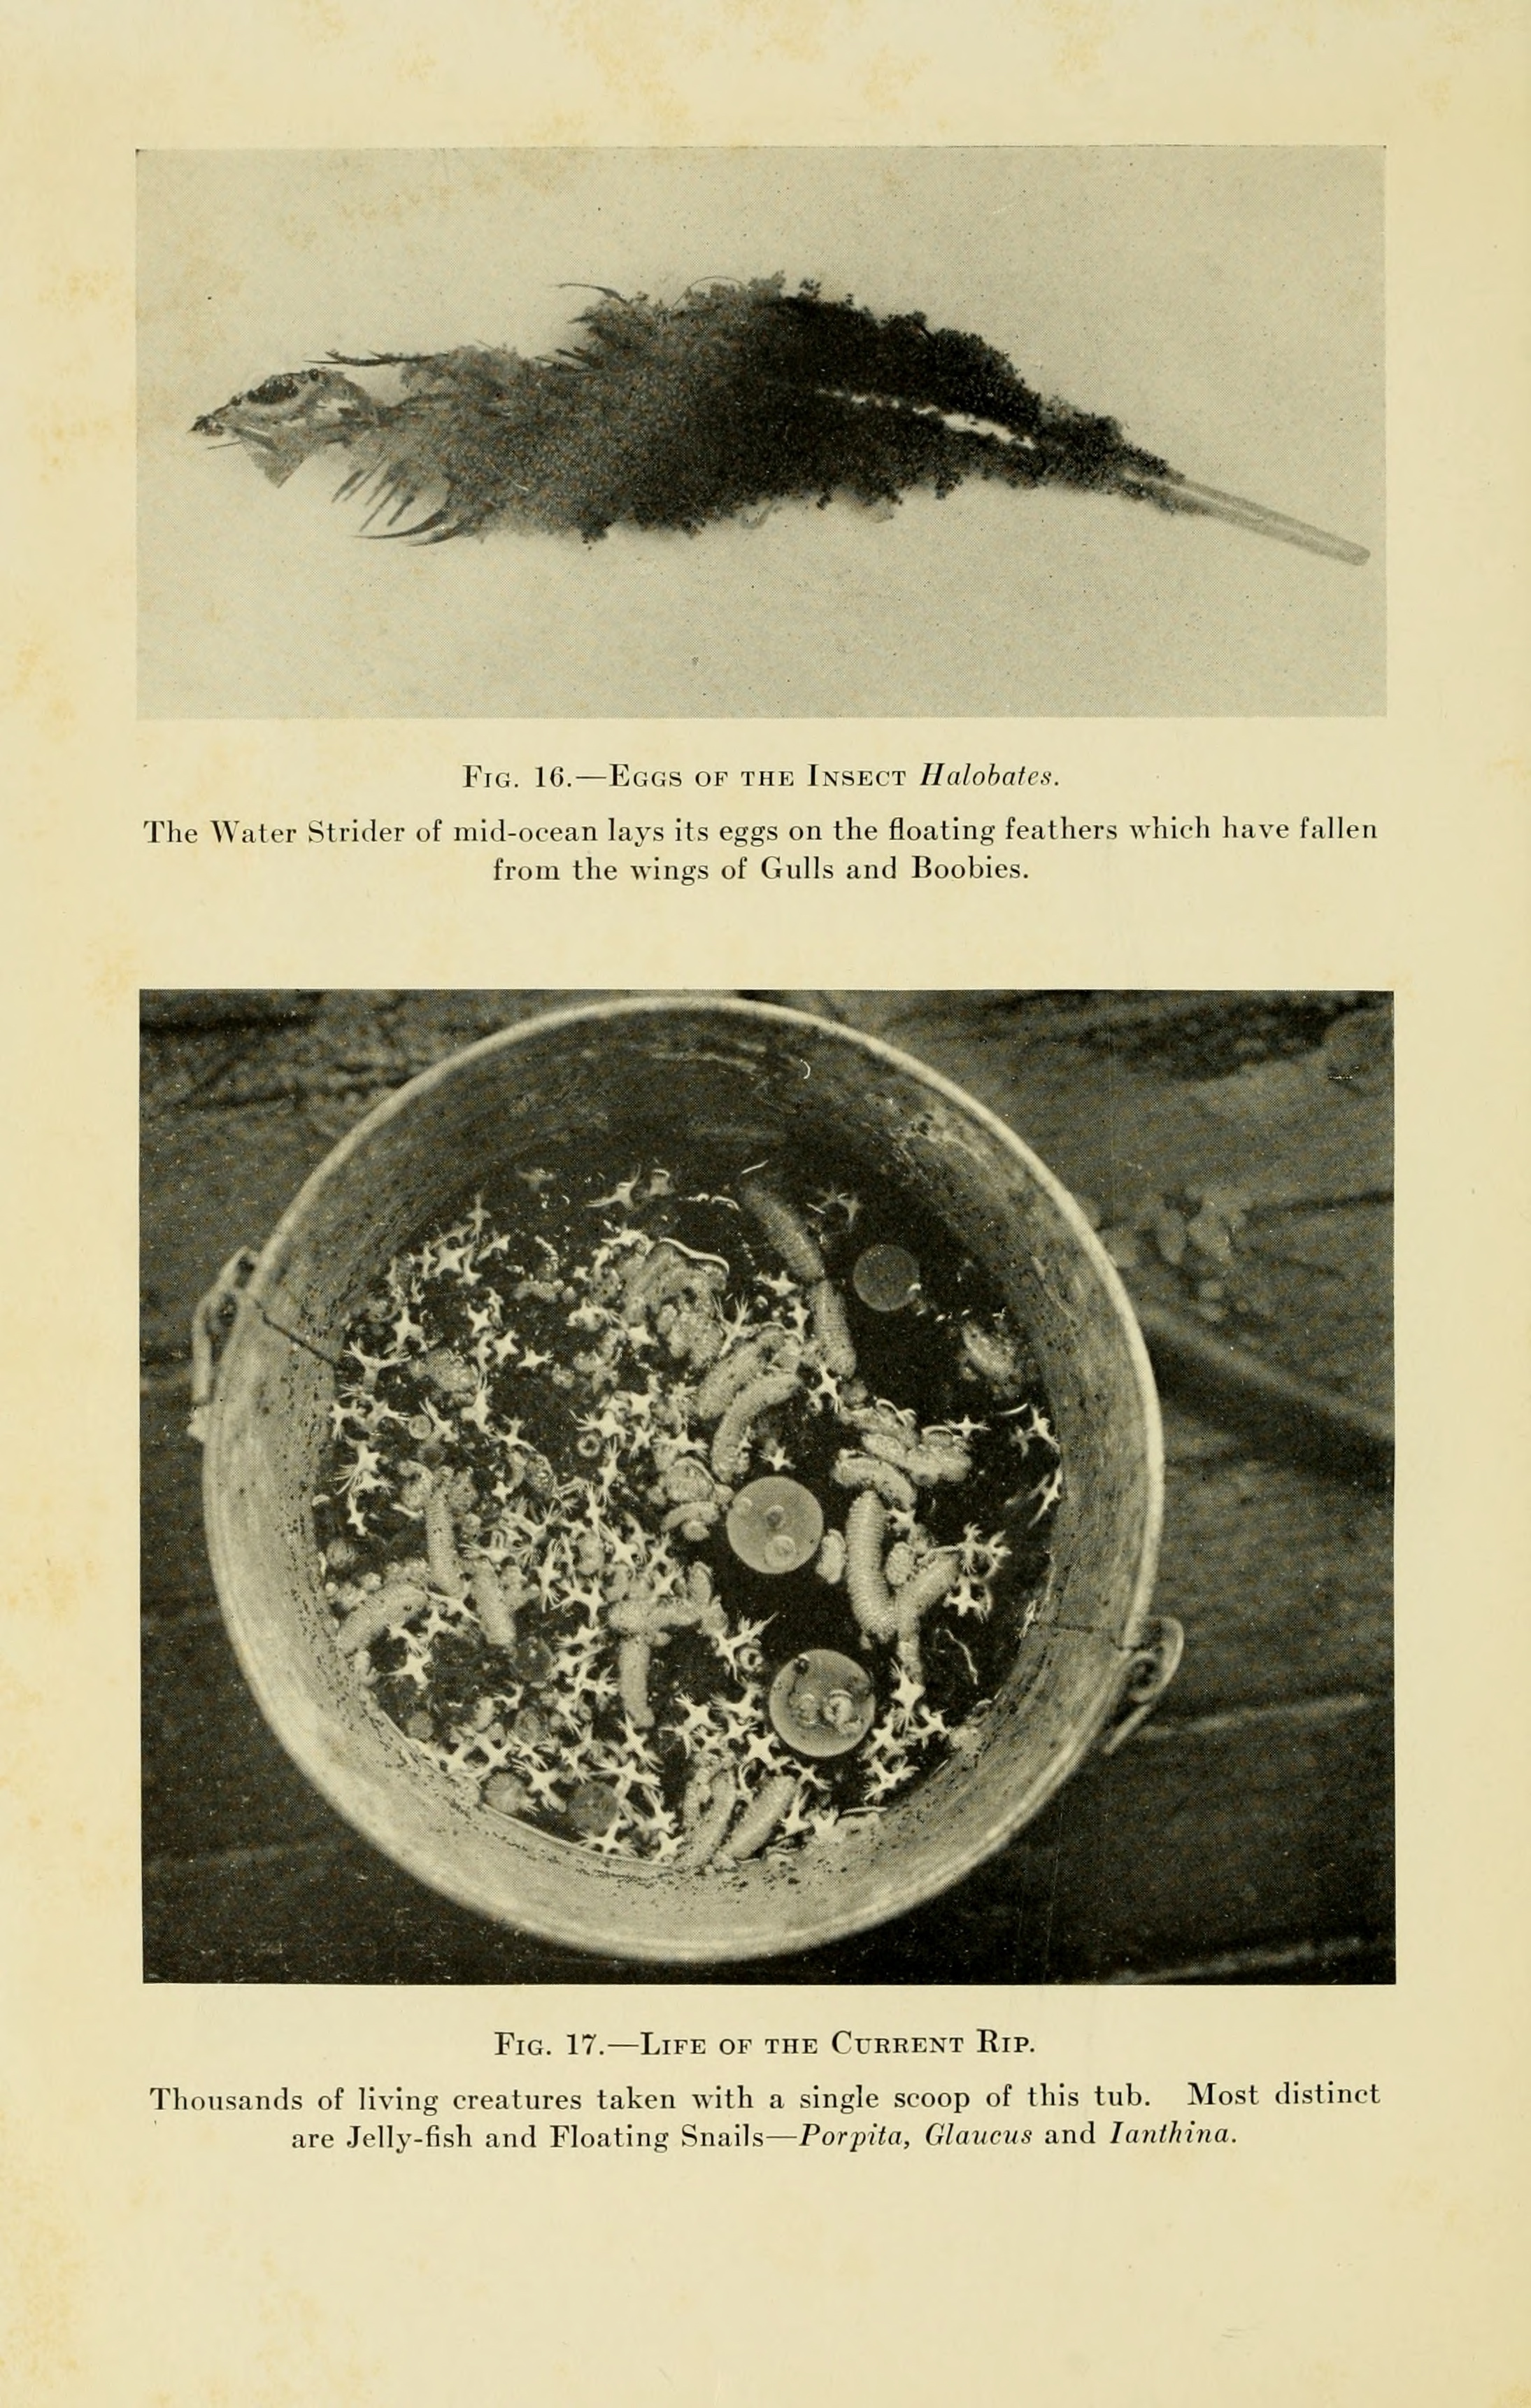 Fig. 16.—Eggs of the Insect Halobates.
The Water Strider of mid-ocean lays its eggs on the floating feathers which have fallen
from the wings of Gulls and Boobies.
Fig. 17.—Life of the Current Rip.
Thousands of living creatures taken with a single scoop of this tub. Most distinct
are Jelly-fish and Floating Snails—Porpita, Glaucus and Ianthina.